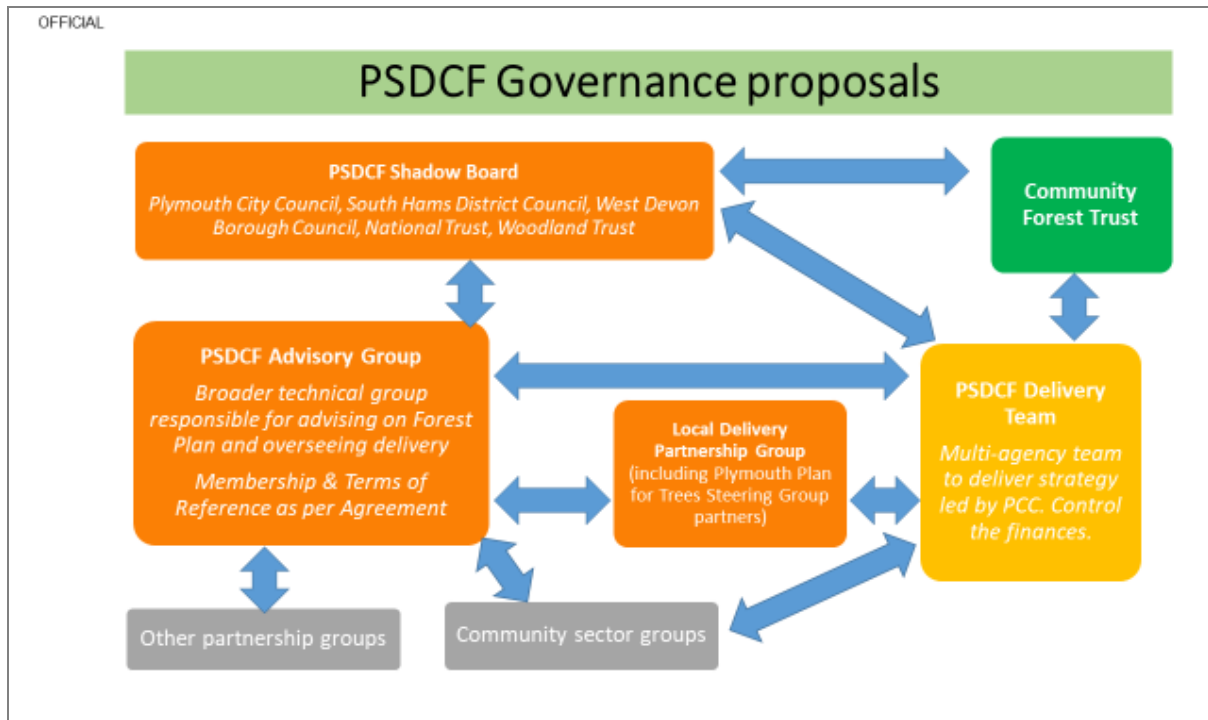 OFFICIAL
PSDCF Governance proposals
PSDCF Shadow Board
Plymouth City Council, South Hams District Council, West Devon
Borough Council, National Trust, Woodland Trust
Community
Forest Trust
PSDCF Advisory Group
Broader technical group
responsible for advising on Forest
Plan and overseeing delivery
Membership & Terms of
Reference as per Agreement
Local Delivery
Partnership Group
(including Plymouth Plan
for Trees Steering Group
partners)
PSDCF Delivery
Team
Multi-agency team
to deliver strategy
led by PCC. Control
the finances.
Other partnership groups
Community sector groups